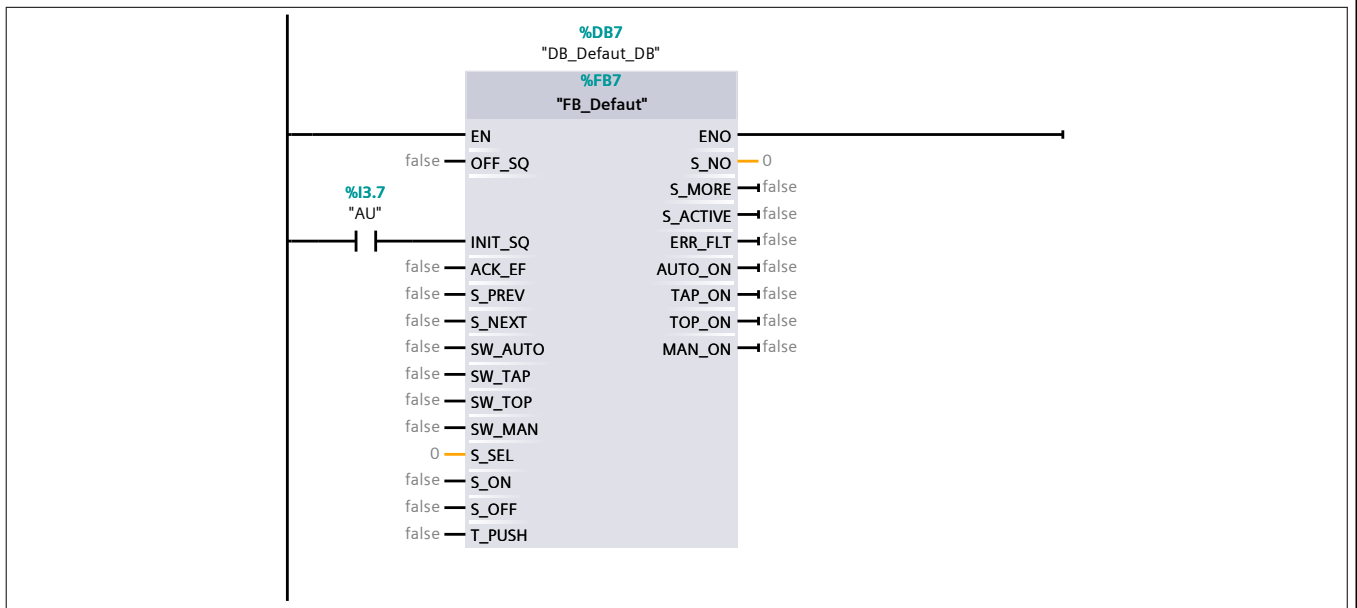 %DB7
"DB_Defaut_DB"
%FB7
"FB_Defaut"
EN ENO
false OFF_SQ S_NO 0
%I3.7
S_MORE false
"AU"
S_ACTIVE false
INIT_SQ ERR_FLT false
false ACK_EF AUTO_ON false
false S_PREV TAP_ON false
false S_NEXT TOP_ON false
false SW_AUTO MAN_ON false
false SW_TAP
false SW_TOP
false SW_MAN
0 S_SEL
false S_ON
false S_OFF
false T_PUSH